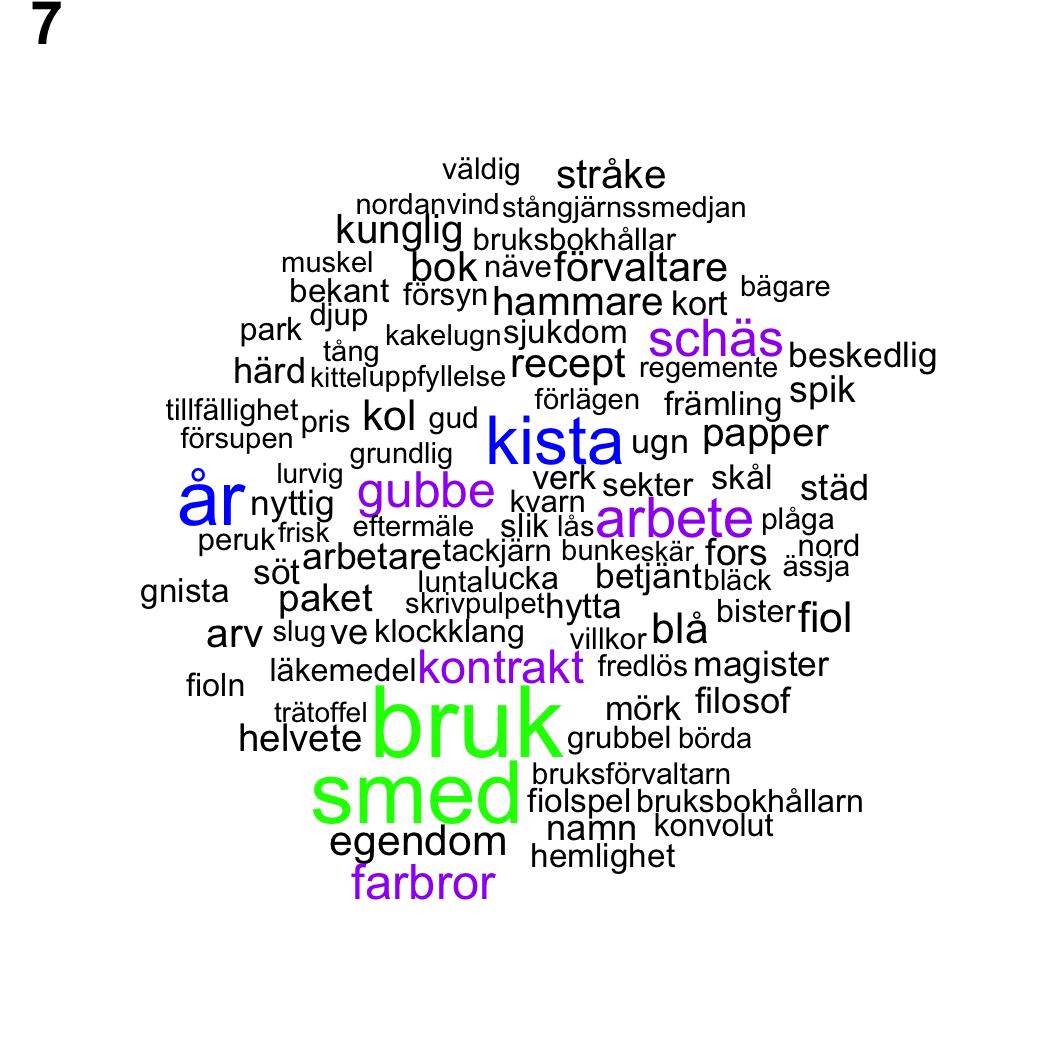 7
väldig stråke
nordanvind stångjärnssmedjan
kunglig bruksbokhållar
muskel bok näve förvaltare
bekant försyn hammare kort bägare
park djup kakelugn sjukdom schäs
härd tång kittel uppfyllelse recept regemente beskedlig
tillfällighet pris kol gud förlägen främling spik
försupen grundlig kista ugn papper
år nyttig lurvig gubbe verk sekter skål städ
peruk frisk eftermäle kvarn slik lås arbete plåga
söt arbetare tackjärn bunke skär fors nord
gnista paket lunta lucka betjänt bläck ässja
skrivpulpet hytta bister fiol
arv slug ve klockklang villkor blå
fioln läkemedel kontrakt fredlös magister
trätoffel bruk mörk filosof
helvete grubbel börda
smed bruksförvaltarn
fiolspel bruksbokhållarn
egendom namn konvolut
hemlighet
farbror